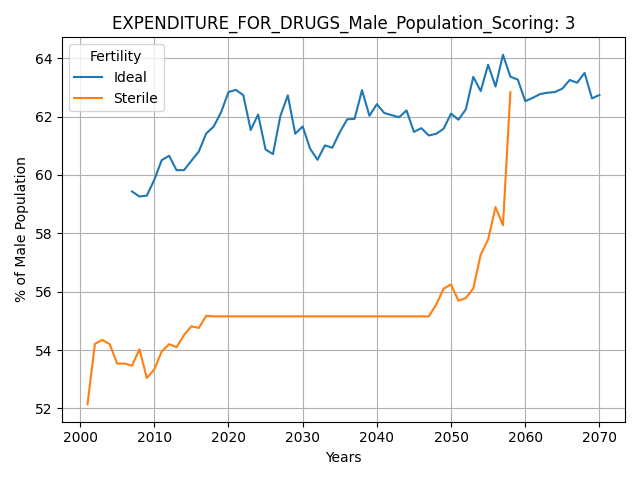 EXPENDITURE_FOR_DRUGS_Male_Population_Scoring: 3
Fertility
Ideal
Sterile
% of Male Population
64
62
60
58
56
54
52
2000
2010
2020
2030
2040
2050
2060
2070
Years